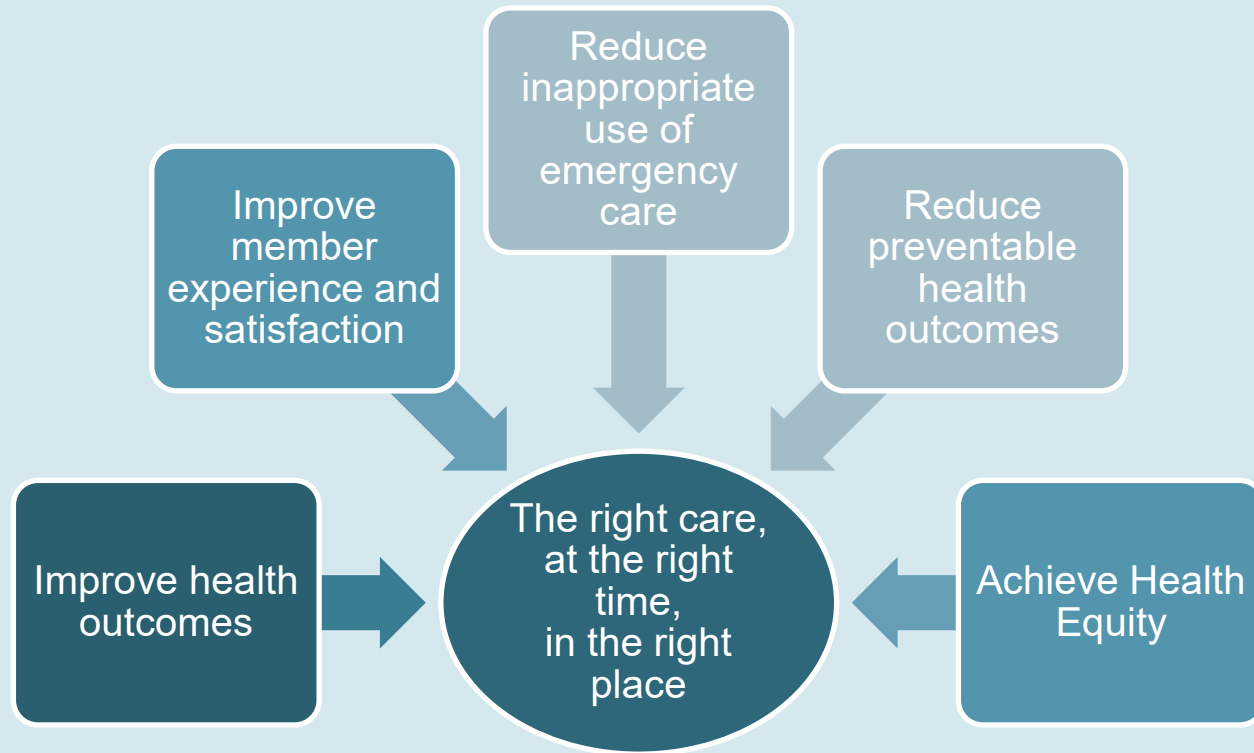 Reduce
inappropriate
use of
emergency
care
Improve
member
experience and
satisfaction
Reduce
preventable
health
outcomes
Improve health
outcomes
The right care,
at the right
time,
in the right
place
Achieve Health
Equity